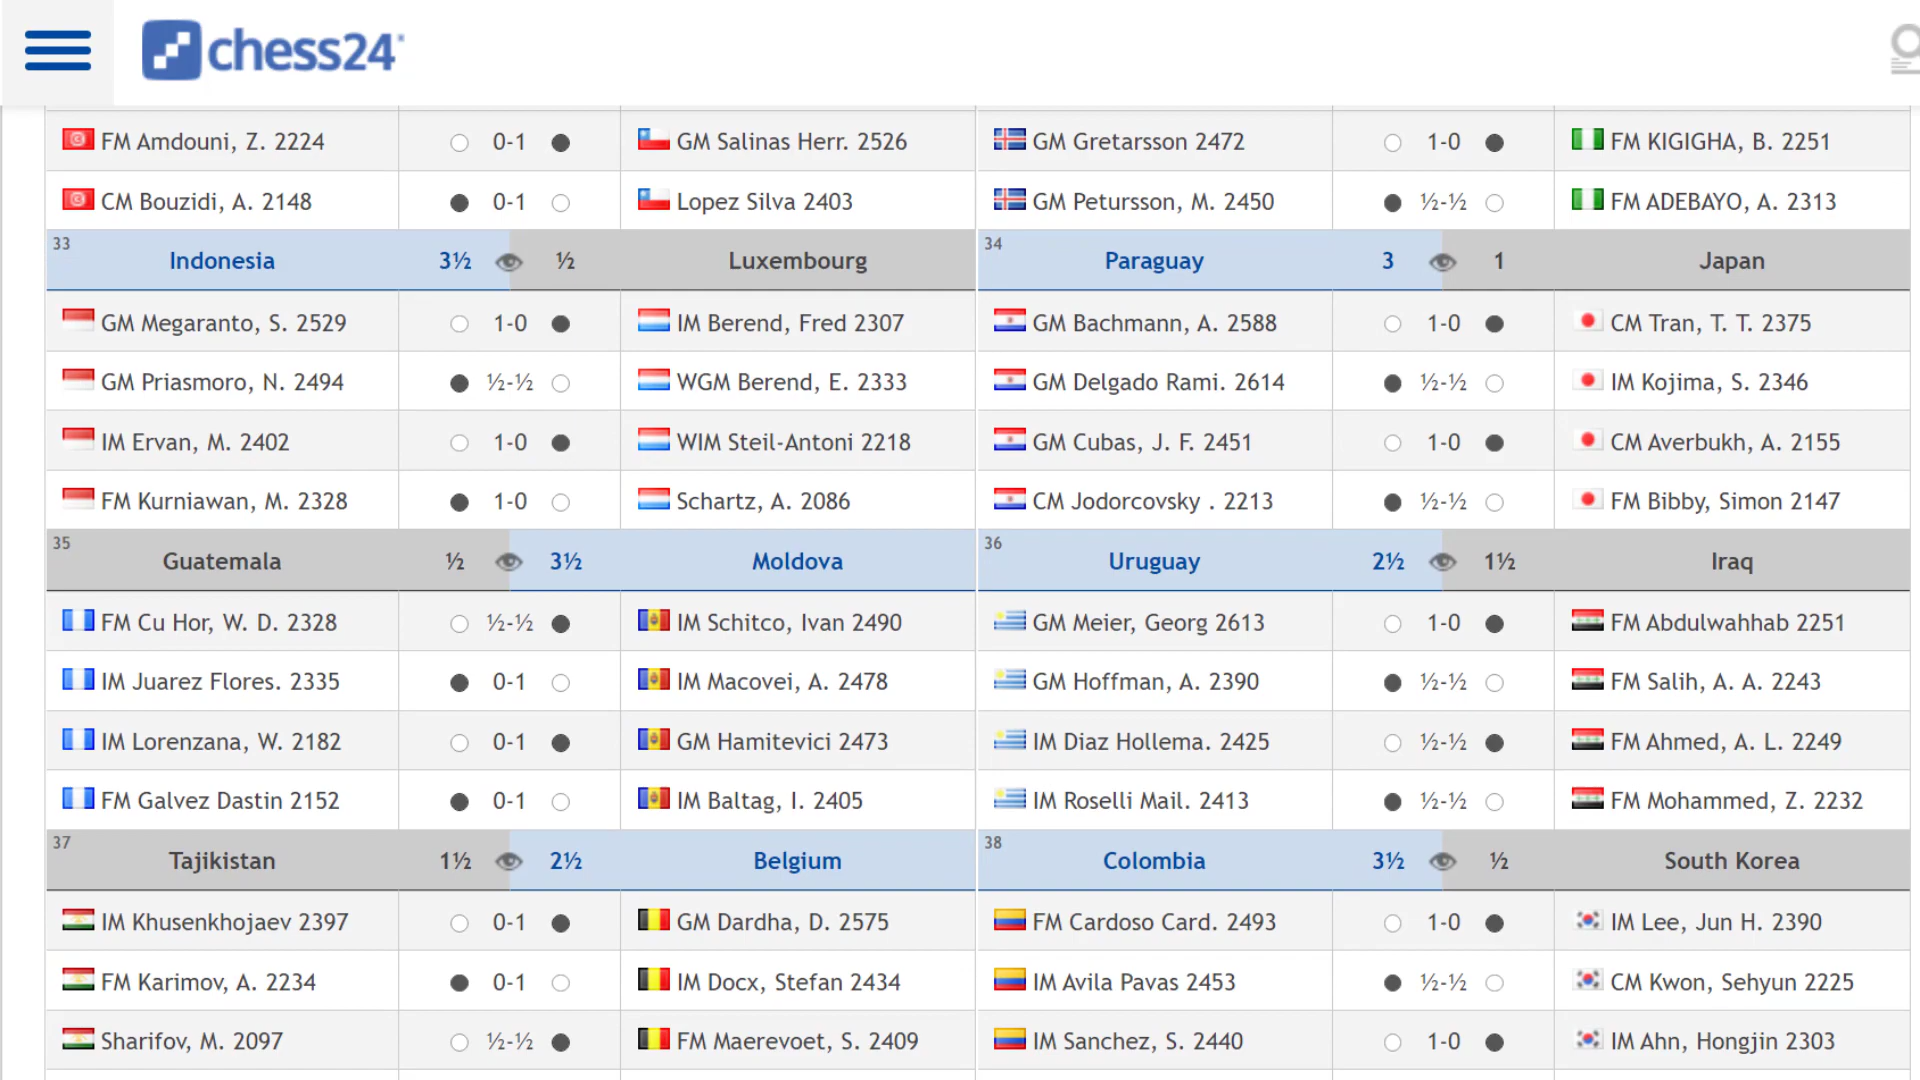 chess24
FM Amdouni, Z. 2224 0-1 GM Salinas Herr. 2526 GM Gretarsson 2472 1-0 FM KIGIGHA, B. 2251
CM Bouzidi, A. 2148 0-1 Lopez Silva 2403 GM Petursson, M. 2450 ½-½ FM ADEBAYO, A. 2313
33 Indonesia 3½ ½ Luxembourg 34 Paraguay 3 1 Japan
GM Megaranto, S. 2529 1-0 IM Berend, Fred 2307 GM Bachmann, A. 2588 1-0 CM Tran, T. T. 2375
GM Priasmoro, N. 2494 ½-½ WGM Berend, E. 2333 GM Delgado Rami. 2614 ½-½ IM Kojima, S. 2346
IM Ervan, M. 2402 1-0 WIM Steil-Antoni 2218 GM Cubas, J. F. 2451 1-0 CM Averbukh, A. 2155
FM Kurniawan, M. 2328 1-0 Schartz, A. 2086 CM Jodorcovsky . 2213 ½-½ FM Bibby, Simon 2147
35 Guatemala ½ 3½ Moldova 36 Uruguay 2½ 1½ Iraq
FM Cu Hor, W. D. 2328 ½-½ IM Schitco, Ivan 2490 GM Meier, Georg 2613 1-0 FM Abdulwahhab 2251
IM Juarez Flores. 2335 0-1 IM Macovei, A. 2478 GM Hoffman, A. 2390 ½-½ FM Salih, A. A. 2243
IM Lorenzana, W. 2182 0-1 GM Hamitevici 2473 IM Diaz Hollema. 2425 ½-½ FM Ahmed, A. L. 2249
FM Galvez Dastin 2152 0-1 IM Baltag, I. 2405 IM Roselli Mail. 2413 ½-½ FM Mohammed, Z. 2232
37 Tajikistan 1½ 2½ Belgium 38 Colombia 3½ ½ South Korea
IM Khusenkhojaev 2397 0-1 GM Dardha, D. 2575 FM Cardoso Card. 2493 1-0 IM Lee, Jun H. 2390
FM Karimov, A. 2234 0-1 IM Docx, Stefan 2434 IM Avila Pavas 2453 ½-½ CM Kwon, Sehyun 2225
Sharifov, M. 2097 ½-½ FM Maerevoet, S. 2409 IM Sanchez, S. 2440 1-0 IM Ahn, Hongjin 2303